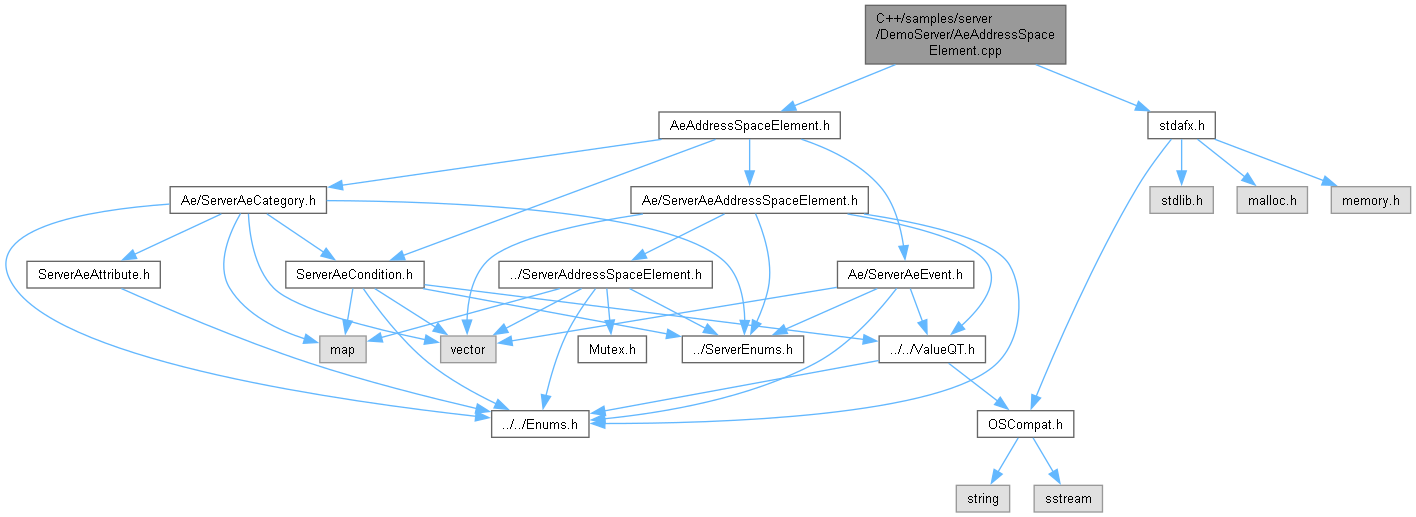 C++/samples/server
/DemoServer/AeAddressSpace
Element.cpp
AeAddressSpaceElement.h
stdafx.h
Ae/ServerAeCategory.h
Ae/ServerAeAddressSpaceElement.h
stdlib.h
malloc.h
memory.h
ServerAeAttribute.h
ServerAeCondition.h
../ServerAddressSpaceElement.h
Ae/ServerAeEvent.h
map
vector
Mutex.h
../ServerEnums.h
../../ValueQT.h
../../Enums.h
OSCompat.h
string
sstream